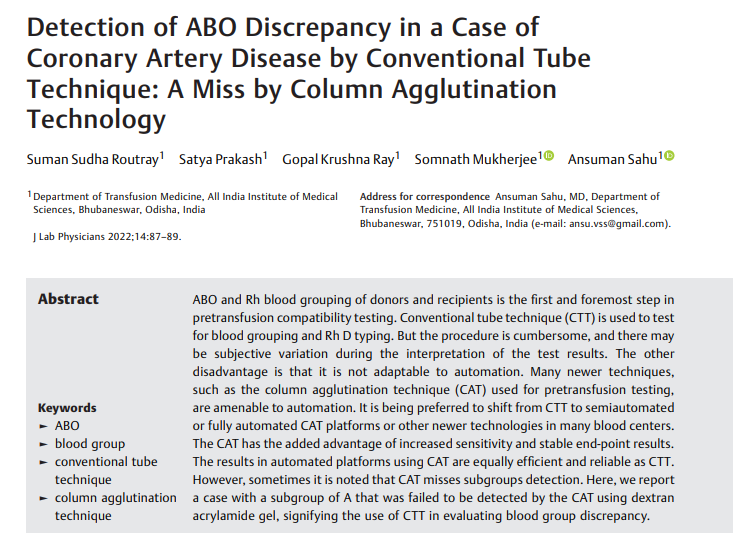 Detection of ABO Discrepancy in a Case of
Coronary Artery Disease by Conventional Tube
Technique: A Miss by Column Agglutination
Technology
Suman Sudha Routray1 Satya Prakash1 Gopal Krushna Ray1 Somnath Mukherjee1 iD Ansuman Sahu1 iD
1 Department of Transfusion Medicine, All India Institute of Medical
Sciences, Bhubaneswar, Odisha, India
J Lab Physicians 2022;14:87–89.
Address for correspondence Ansuman Sahu, MD, Department of
Transfusion Medicine, All India Institute of Medical Sciences,
Bhubaneswar, 751019, Odisha, India (e-mail: ansu.vss@gmail.com).
Abstract
ABO and Rh blood grouping of donors and recipients is the first and foremost step in
pretransfusion compatibility testing. Conventional tube technique (CTT) is used to test
for blood grouping and Rh D typing. But the procedure is cumbersome, and there may
be subjective variation during the interpretation of the test results. The other
disadvantage is that it is not adaptable to automation. Many newer techniques,
such as the column agglutination technique (CAT) used for pretransfusion testing,
are amenable to automation. It is being preferred to shift from CTT to semiautomated
or fully automated CAT platforms or other newer technologies in many blood centers.
The CAT has the added advantage of increased sensitivity and stable end-point results.
The results in automated platforms using CAT are equally efficient and reliable as CTT.
However, sometimes it is noted that CAT misses subgroups detection. Here, we report
a case with a subgroup of A that was failed to be detected by the CAT using dextran
acrylamide gel, signifying the use of CTT in evaluating blood group discrepancy.
Keywords
► ABO
► blood group
► conventional tube
technique
► column agglutination
technique